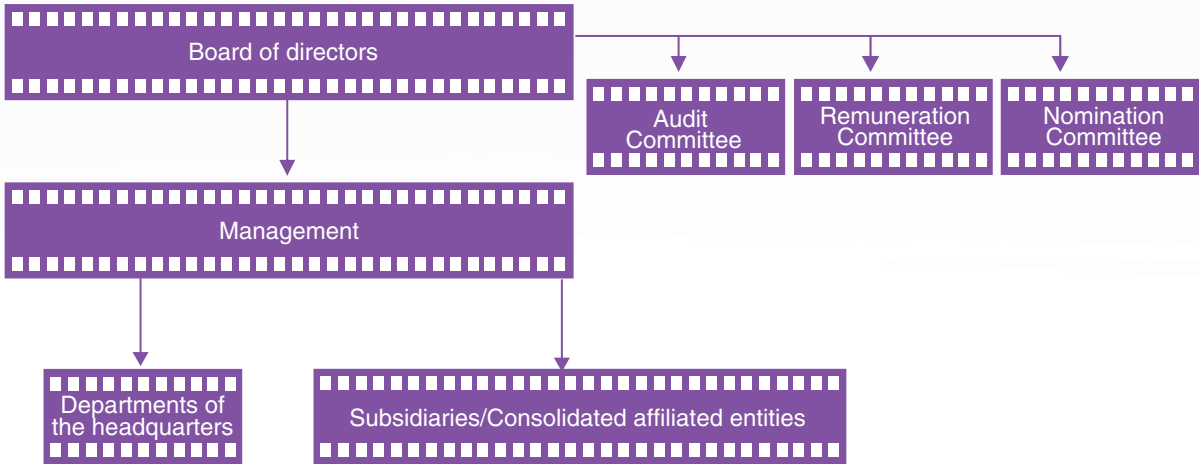 Board of directors
Audit
Committee
Remuneration
Committee
Nomination
Committee
Management
Departments of
the headquarters
Subsidiaries/Consolidated affiliated entities